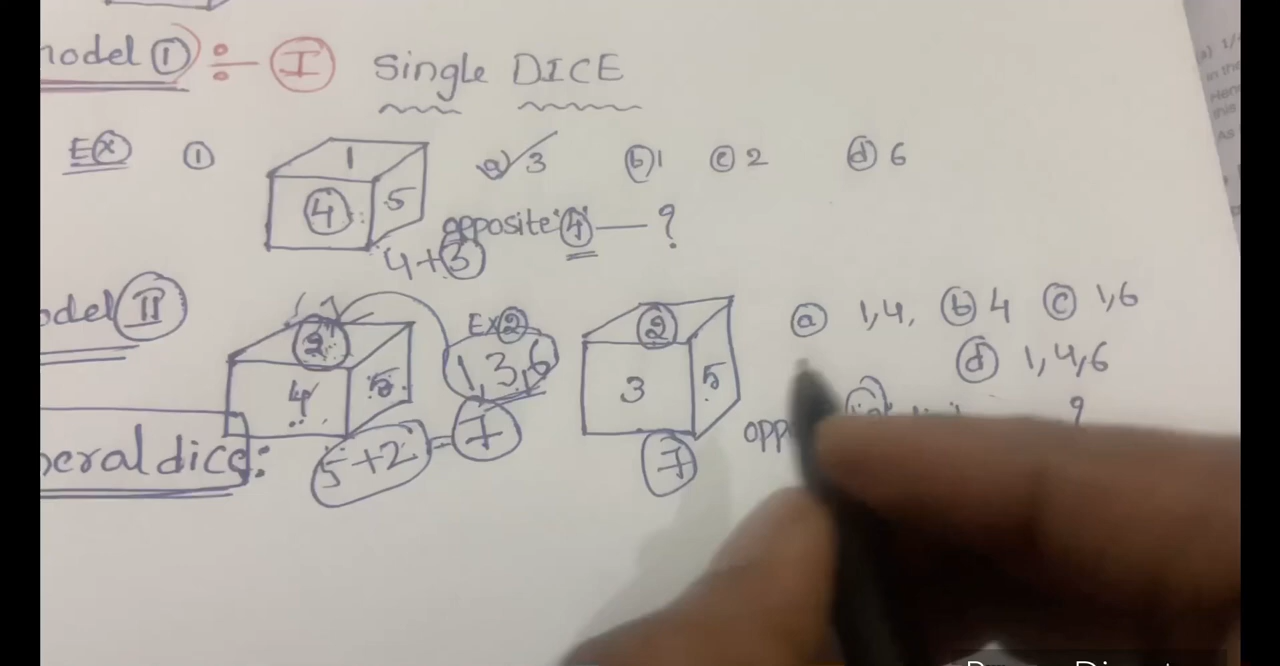 model ① :- Ⅰ Single DICE
EX ① 1 4 5 a) 3 b) 1 c) 2 d) 6
opposite 4 — ?
4+3
model Ⅱ 2 4 5 EX② 1,3,6 2 3 5 a) 1,4, b) 4 c) 1,6
d) 1,4,6
eral dice: 5+2 = 7 7 opp ?